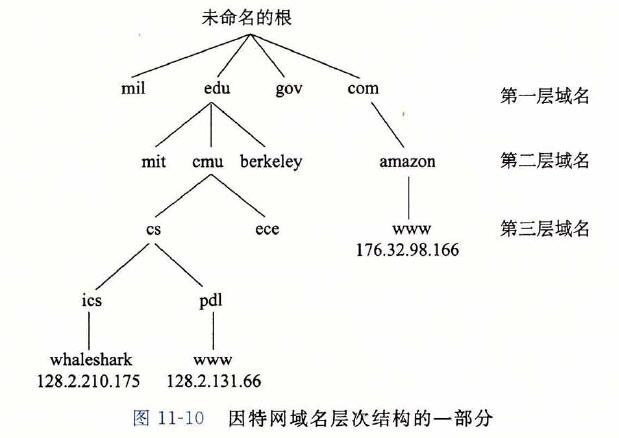 未命名的根
mil edu gov com 第一层域名
mit cmu berkeley amazon 第二层域名
cs ece www 第三层域名
176.32.98.166
ics pdl
whaleshark www
128.2.210.175 128.2.131.66
图 11-10 因特网域名层次结构的一部分